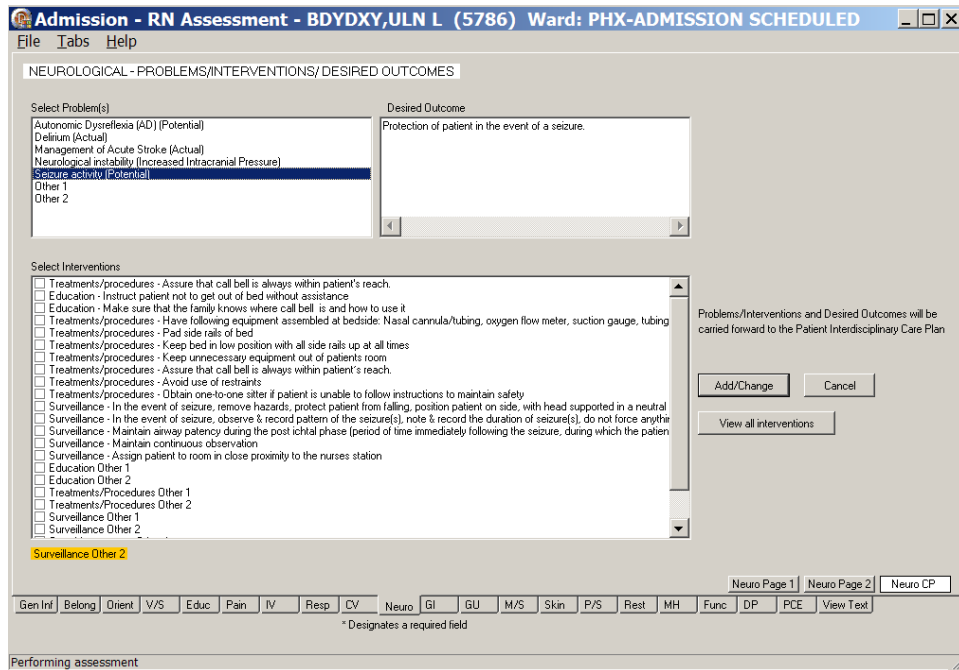 Admission - RN Assessment - BDYDXY,ULN L (5786) Ward: PHX-ADMISSION SCHEDULED
File Tabs Help
NEUROLOGICAL - PROBLEMS/INTERVENTIONS/ DESIRED OUTCOMES
Select Problem(s)
Autonomic Dysreflexia (AD) (Potential)
Delirium (Actual)
Management of Acute Stroke (Actual)
Neurological instability (Increased Intracranial Pressure)
Seizure activity (Potential)
Other 1
Other 2
Desired Outcome
Protection of patient in the event of a seizure.
Select Interventions
Treatments/procedures - Assure that call bell is always within patient's reach.
Education - Instruct patient not to get out of bed without assistance
Education - Make sure that the family knows where call bell is and how to use it
Treatments/procedures - Have following equipment assembled at bedside: Nasal cannula/tubing, oxygen flow meter, suction gauge, tubing
Treatments/procedures - Pad side rails of bed
Treatments/procedures - Keep bed in low position with all side rails up at all times
Treatments/procedures - Keep unnecessary equipment out of patients room
Treatments/procedures - Assure that call bell is always within patient's reach.
Treatments/procedures - Avoid use of restraints
Treatments/procedures - Obtain one-to-one sitter if patient is unable to follow instructions to maintain safety
Surveillance - In the event of seizure, remove hazards, protect patient from falling, position patient on side, with head supported in a neutral
Surveillance - In the event of seizure, observe & record pattern of the seizure(s), note & record the duration of seizure(s), do not force anythin
Surveillance - Maintain airway patency during the post ichtal phase (period of time immediately following the seizure, during which the patien
Surveillance - Maintain continuous observation
Surveillance - Assign patient to room in close proximity to the nurses station
Education Other 1
Education Other 2
Treatments/Procedures Other 1
Treatments/Procedures Other 2
Surveillance Other 1
Surveillance Other 2
Problems/Interventions and Desired Outcomes will be
carried forward to the Patient Interdisciplinary Care Plan
Add/Change Cancel
View all interventions
Surveillance Other 2
Neuro Page 1 Neuro Page 2 Neuro CP
Gen Inf Belong Orient V/S Educ Pain IV Resp CV Neuro GI GU M/S Skin P/S Rest MH Func DP PCE View Text
* Designates a required field
Performing assessment